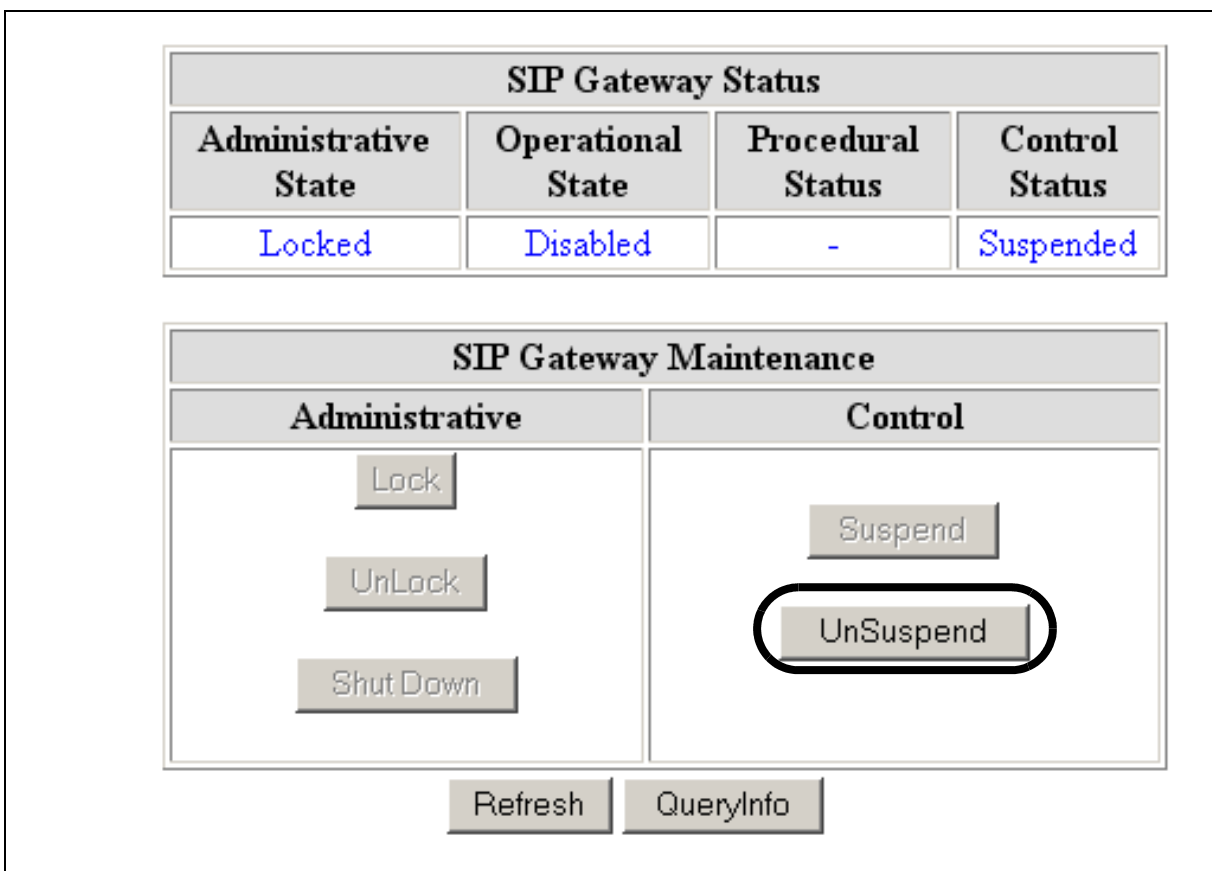 SIP Gateway Status
Administrative State
Operational State
Procedural Status
Control Status
Locked
Disabled
-
Suspended
SIP Gateway Maintenance
Administrative
Control
Lock
UnLock
Shut Down
Suspend
UnSuspend
Refresh
QueryInfo